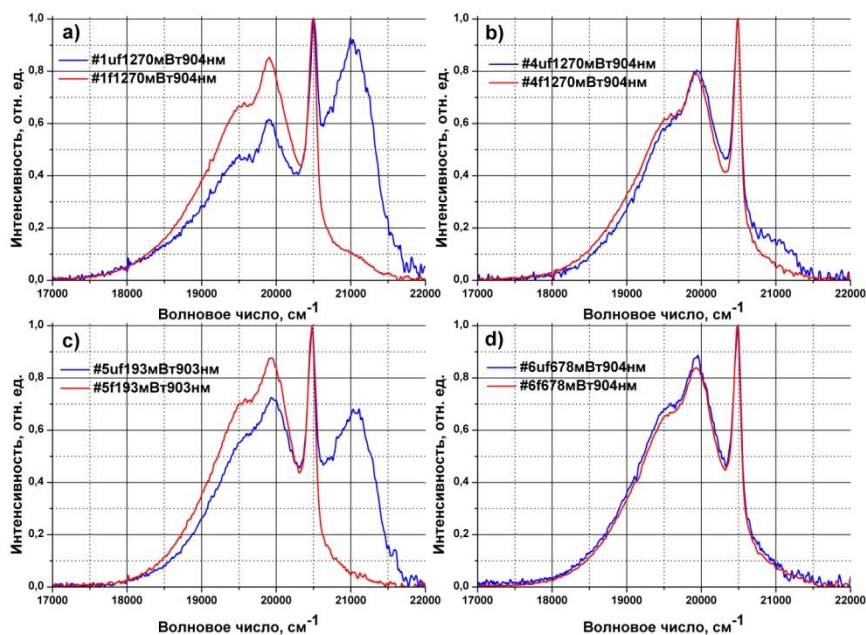 a)
#1uf1270мВт904нм
#1f1270мВт904нм
Интенсивность, отн. ед.
1,0
0,8
0,6
0,4
0,2
0,0
17000 18000 19000 20000 21000 22000
Волновое число, см⁻¹
b)
#4uf1270мВт904нм
#4f1270мВт904нм
Интенсивность, отн. ед.
1,0
0,8
0,6
0,4
0,2
0,0
17000 18000 19000 20000 21000 22000
Волновое число, см⁻¹
c)
#5uf193мВт903нм
#5f193мВт903нм
Интенсивность, отн. ед.
1,0
0,8
0,6
0,4
0,2
0,0
17000 18000 19000 20000 21000 22000
Волновое число, см⁻¹
d)
#6uf678мВт904нм
#6f678мВт904нм
Интенсивность, отн. ед.
1,0
0,8
0,6
0,4
0,2
0,0
17000 18000 19000 20000 21000 22000
Волновое число, см⁻¹